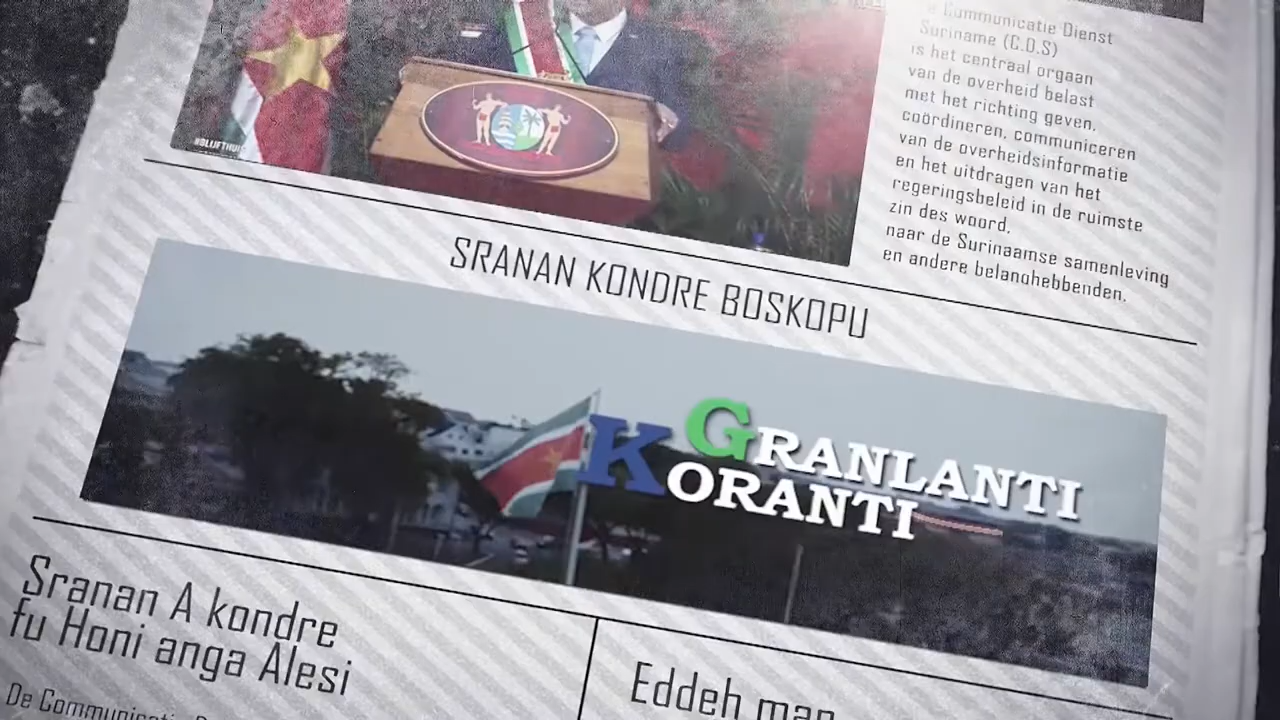 Communicatie Dienst
Suriname (C.D.S)
is het centraal orgaan
van de overheid belast
met het richting geven,
coördineren, communiceren
van de overheidsinformatie
en het uitdragen van het
regeringsbeleid in de ruimste
zin des woord,
naar de Surinaamse samenleving
en andere belanghebbenden.
SRANAN KONDRE BOSKOPU
GRANLANTI
KORANTI
Sranan A kondre
fu Honi anga Alesi
Eddeh man
De